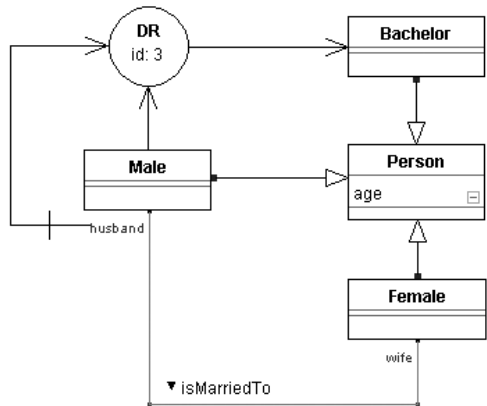 DR
id: 3
Bachelor
Male
Person
age
husband
Female
wife
▼ isMarriedTo